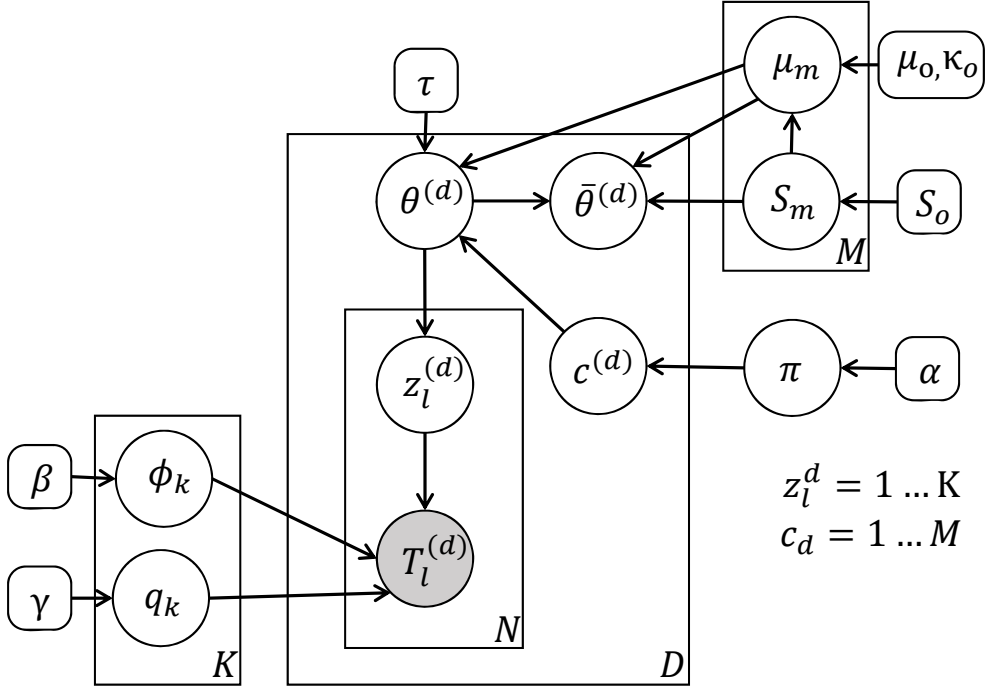 τ
μ_m
μ_o,κ_o
θ^(d)
θ̄^(d)
S_m
S_o
M
z_l^(d)
c^(d)
π
α
β
ϕ_k
z_l^d = 1 … K
c_d = 1 … M
T_l^(d)
γ
q_k
K
N
D